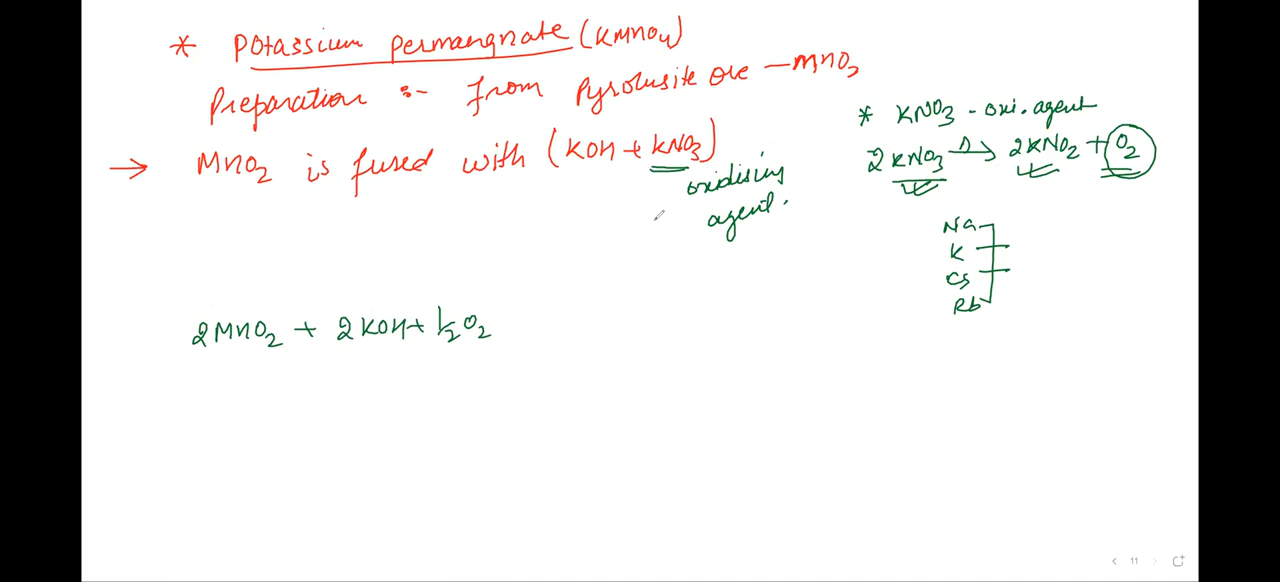 * Potassium permangnate (KMnO4)
Preparation :- from Pyrolusite ore - MnO2
→ MnO2 is fused with (KOH + KNO3)
oxidising
agent.
* KNO3 - oxi. agent
2KNO3 Δ→ 2KNO2 + O2
Na
K
Cs
Rb
2MnO2 + 2KOH + 1/2 O2
< 11 >